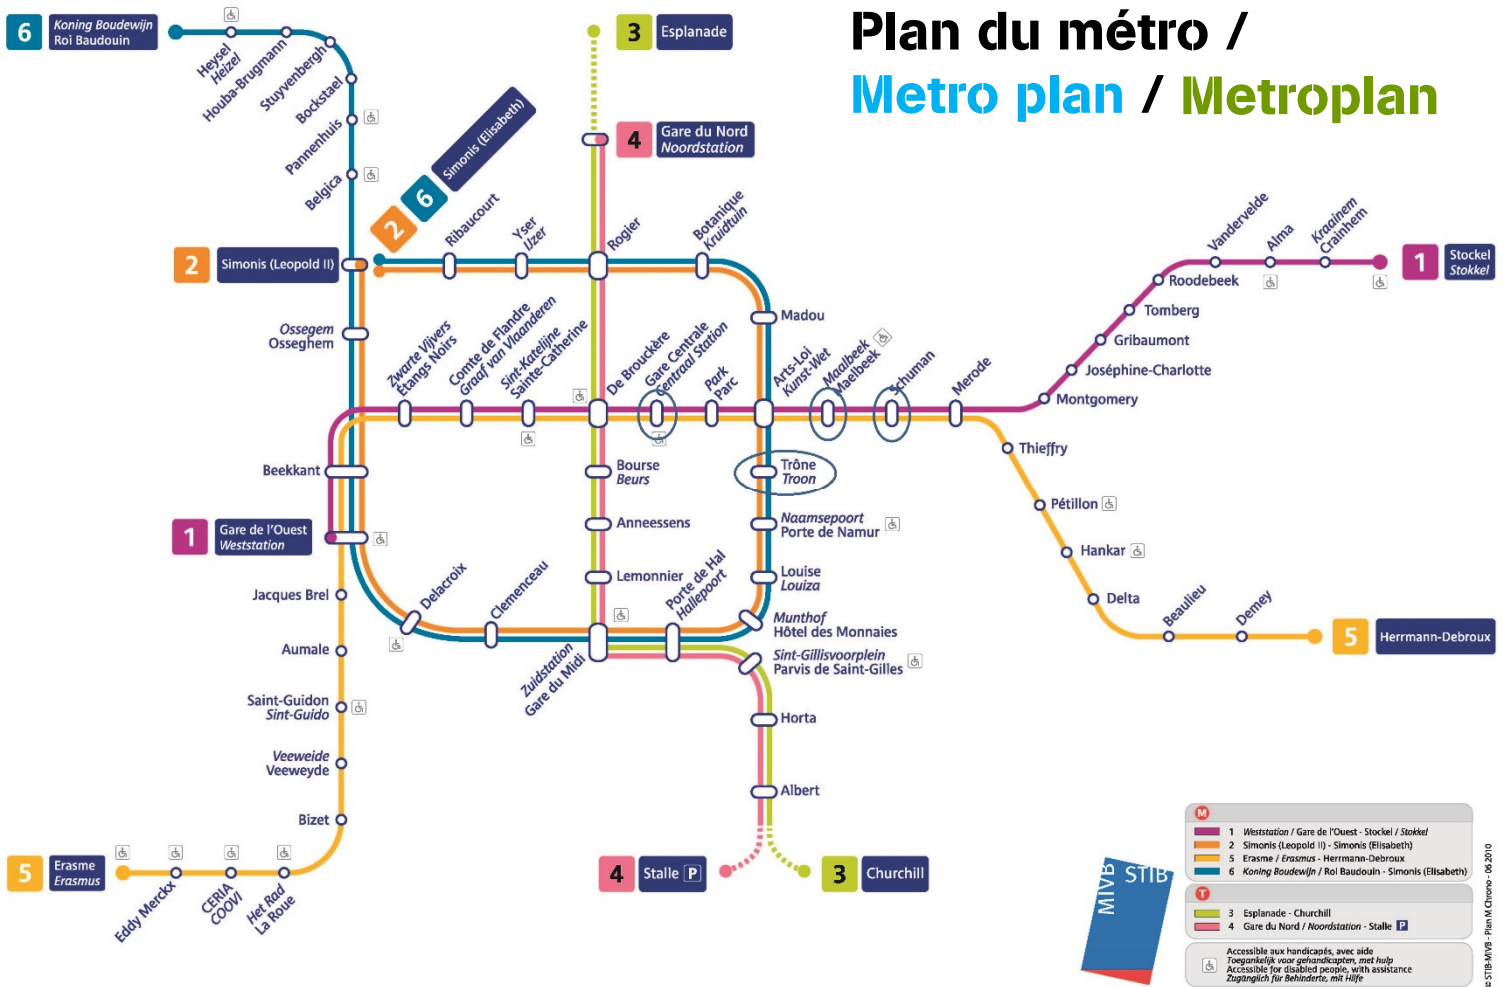 Plan du métro /
Metro plan / Metroplan
6
Koning Boudewijn
Roi Baudouin
Heysel
Heizel
Houba-Brugmann
Stuyvenbergh
Bockstael
Pannenhuis
Belgica
3
Esplanade
4
Gare du Nord
Noordstation
2
6
Simonis (Elisabeth)
2
Simonis (Leopold II)
Ribaucourt
Yser
IJzer
Rogier
Botanique
Kruidtuin
Madou
Ossegem
Osseghem
Zwarte Vijvers
Étangs Noirs
Comte de Flandre
Graaf van Vlaanderen
Sint-Katelijne
Sainte-Catherine
De Brouckère
Gare Centrale
Centraal Station
Park
Parc
Arts-Loi
Kunst-Wet
Maalbeek
Maelbeek
Schuman
Merode
Vandervelde
Alma
Kraainem
Crainhem
1
Stockel
Stokkel
Roodebeek
Tomberg
Gribaumont
Joséphine-Charlotte
Montgomery
Thieffry
Pétillon
Hankar
Delta
Beaulieu
Demey
5
Herrmann-Debroux
Beekkant
1
Gare de l'Ouest
Weststation
Bourse
Beurs
Anneessens
Lemonnier
Trône
Troon
Naamsepoort
Porte de Namur
Louise
Louiza
Munthof
Hôtel des Monnaies
Porte de Hal
Hallepoort
Delacroix
Clemenceau
Zuidstation
Gare du Midi
Sint-Gillisvoorplein
Parvis de Saint-Gilles
Horta
Albert
Jacques Brel
Aumale
Saint-Guidon
Sint-Guido
Veeweide
Veeweyde
Bizet
5
Erasme
Erasmus
Eddy Merckx
CERIA
COOVI
Het Rad
La Roue
4
Stalle P
3
Churchill
MIVB STIB
M
1 Weststation / Gare de l'Ouest - Stockel / Stokkel
2 Simonis (Leopold II) - Simonis (Elisabeth)
5 Erasme / Erasmus - Herrmann-Debroux
6 Koning Boudewijn / Roi Baudouin - Simonis (Elisabeth)
T
3 Esplanade - Churchill
4 Gare du Nord / Noordstation - Stalle P
Accessible aux handicapés, avec aide
Toegankelijk voor gehandicapten, met hulp
Accessible for disabled people, with assistance
Zugänglich für Behinderte, mit Hilfe
© STIB-MIVB - Plan M Chrono - 06 2010